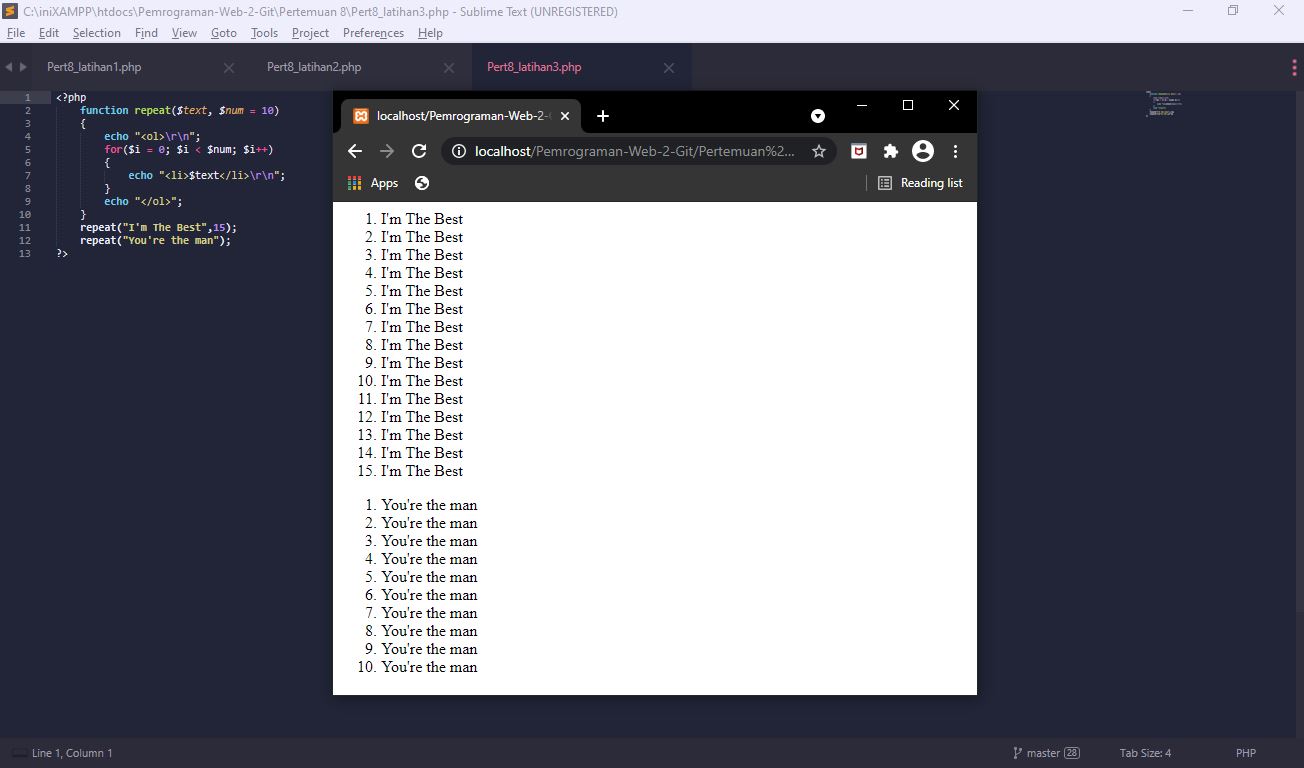 C:\iniXAMPP\htdocs\Pemrograman-Web-2-Git\Pertemuan 8\Pert8_latihan3.php - Sublime Text (UNREGISTERED)
File Edit Selection Find View Goto Tools Project Preferences Help
Pert8_latihan1.php Pert8_latihan2.php Pert8_latihan3.php
1 <?php
2 function repeat($text, $num = 10)
3 {
4 echo "<ol>\r\n";
5 for($i = 0; $i < $num; $i++)
6 {
7 echo "<li>$text</li>\r\n";
8 }
9 echo "</ol>";
10 }
11 repeat("I'm The Best",15);
12 repeat("You're the man");
13 ?>
localhost/Pemrograman-Web-2-
localhost/Pemrograman-Web-2-Git/Pertemuan%2...
Apps Reading list
1. I'm The Best
2. I'm The Best
3. I'm The Best
4. I'm The Best
5. I'm The Best
6. I'm The Best
7. I'm The Best
8. I'm The Best
9. I'm The Best
10. I'm The Best
11. I'm The Best
12. I'm The Best
13. I'm The Best
14. I'm The Best
15. I'm The Best
1. You're the man
2. You're the man
3. You're the man
4. You're the man
5. You're the man
6. You're the man
7. You're the man
8. You're the man
9. You're the man
10. You're the man
Line 1, Column 1 master 28 Tab Size: 4 PHP